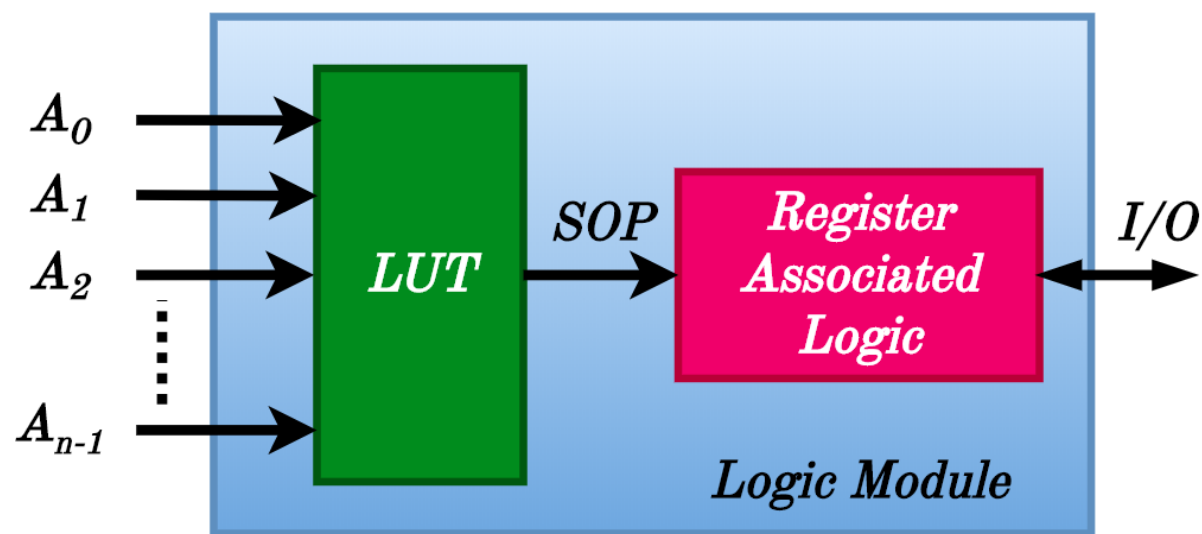 A₀
A₁
A₂
Aₙ₋₁
LUT
SOP
Register
Associated
Logic
I/O
Logic Module